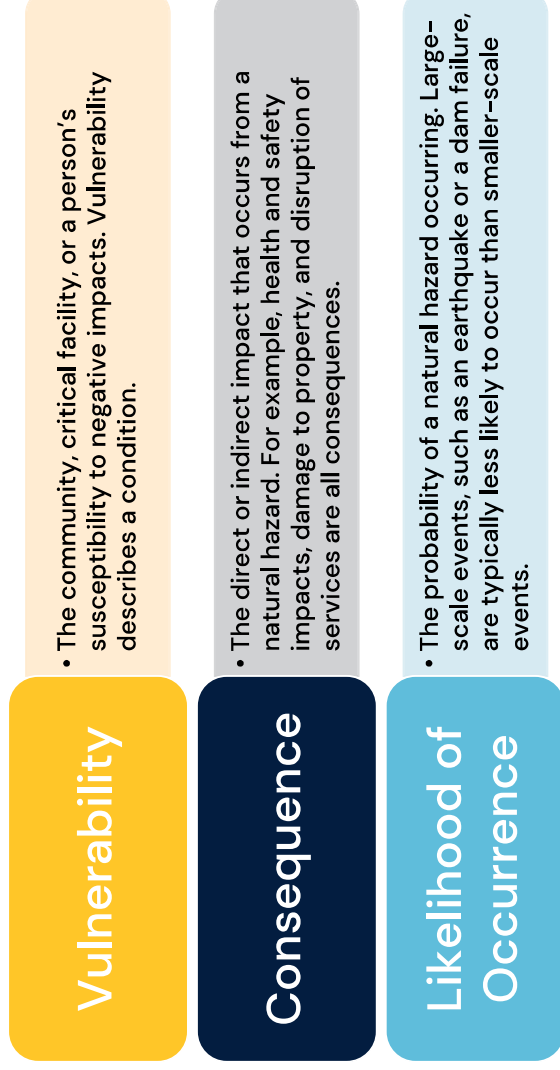 Vulnerability
• The community, critical facility, or a person's
susceptibility to negative impacts. Vulnerability
describes a condition.
Consequence
• The direct or indirect impact that occurs from a
natural hazard. For example, health and safety
impacts, damage to property, and disruption of
services are all consequences.
Likelihood of
Occurrence
• The probability of a natural hazard occurring. Large-
scale events, such as an earthquake or a dam failure,
are typically less likely to occur than smaller-scale
events.